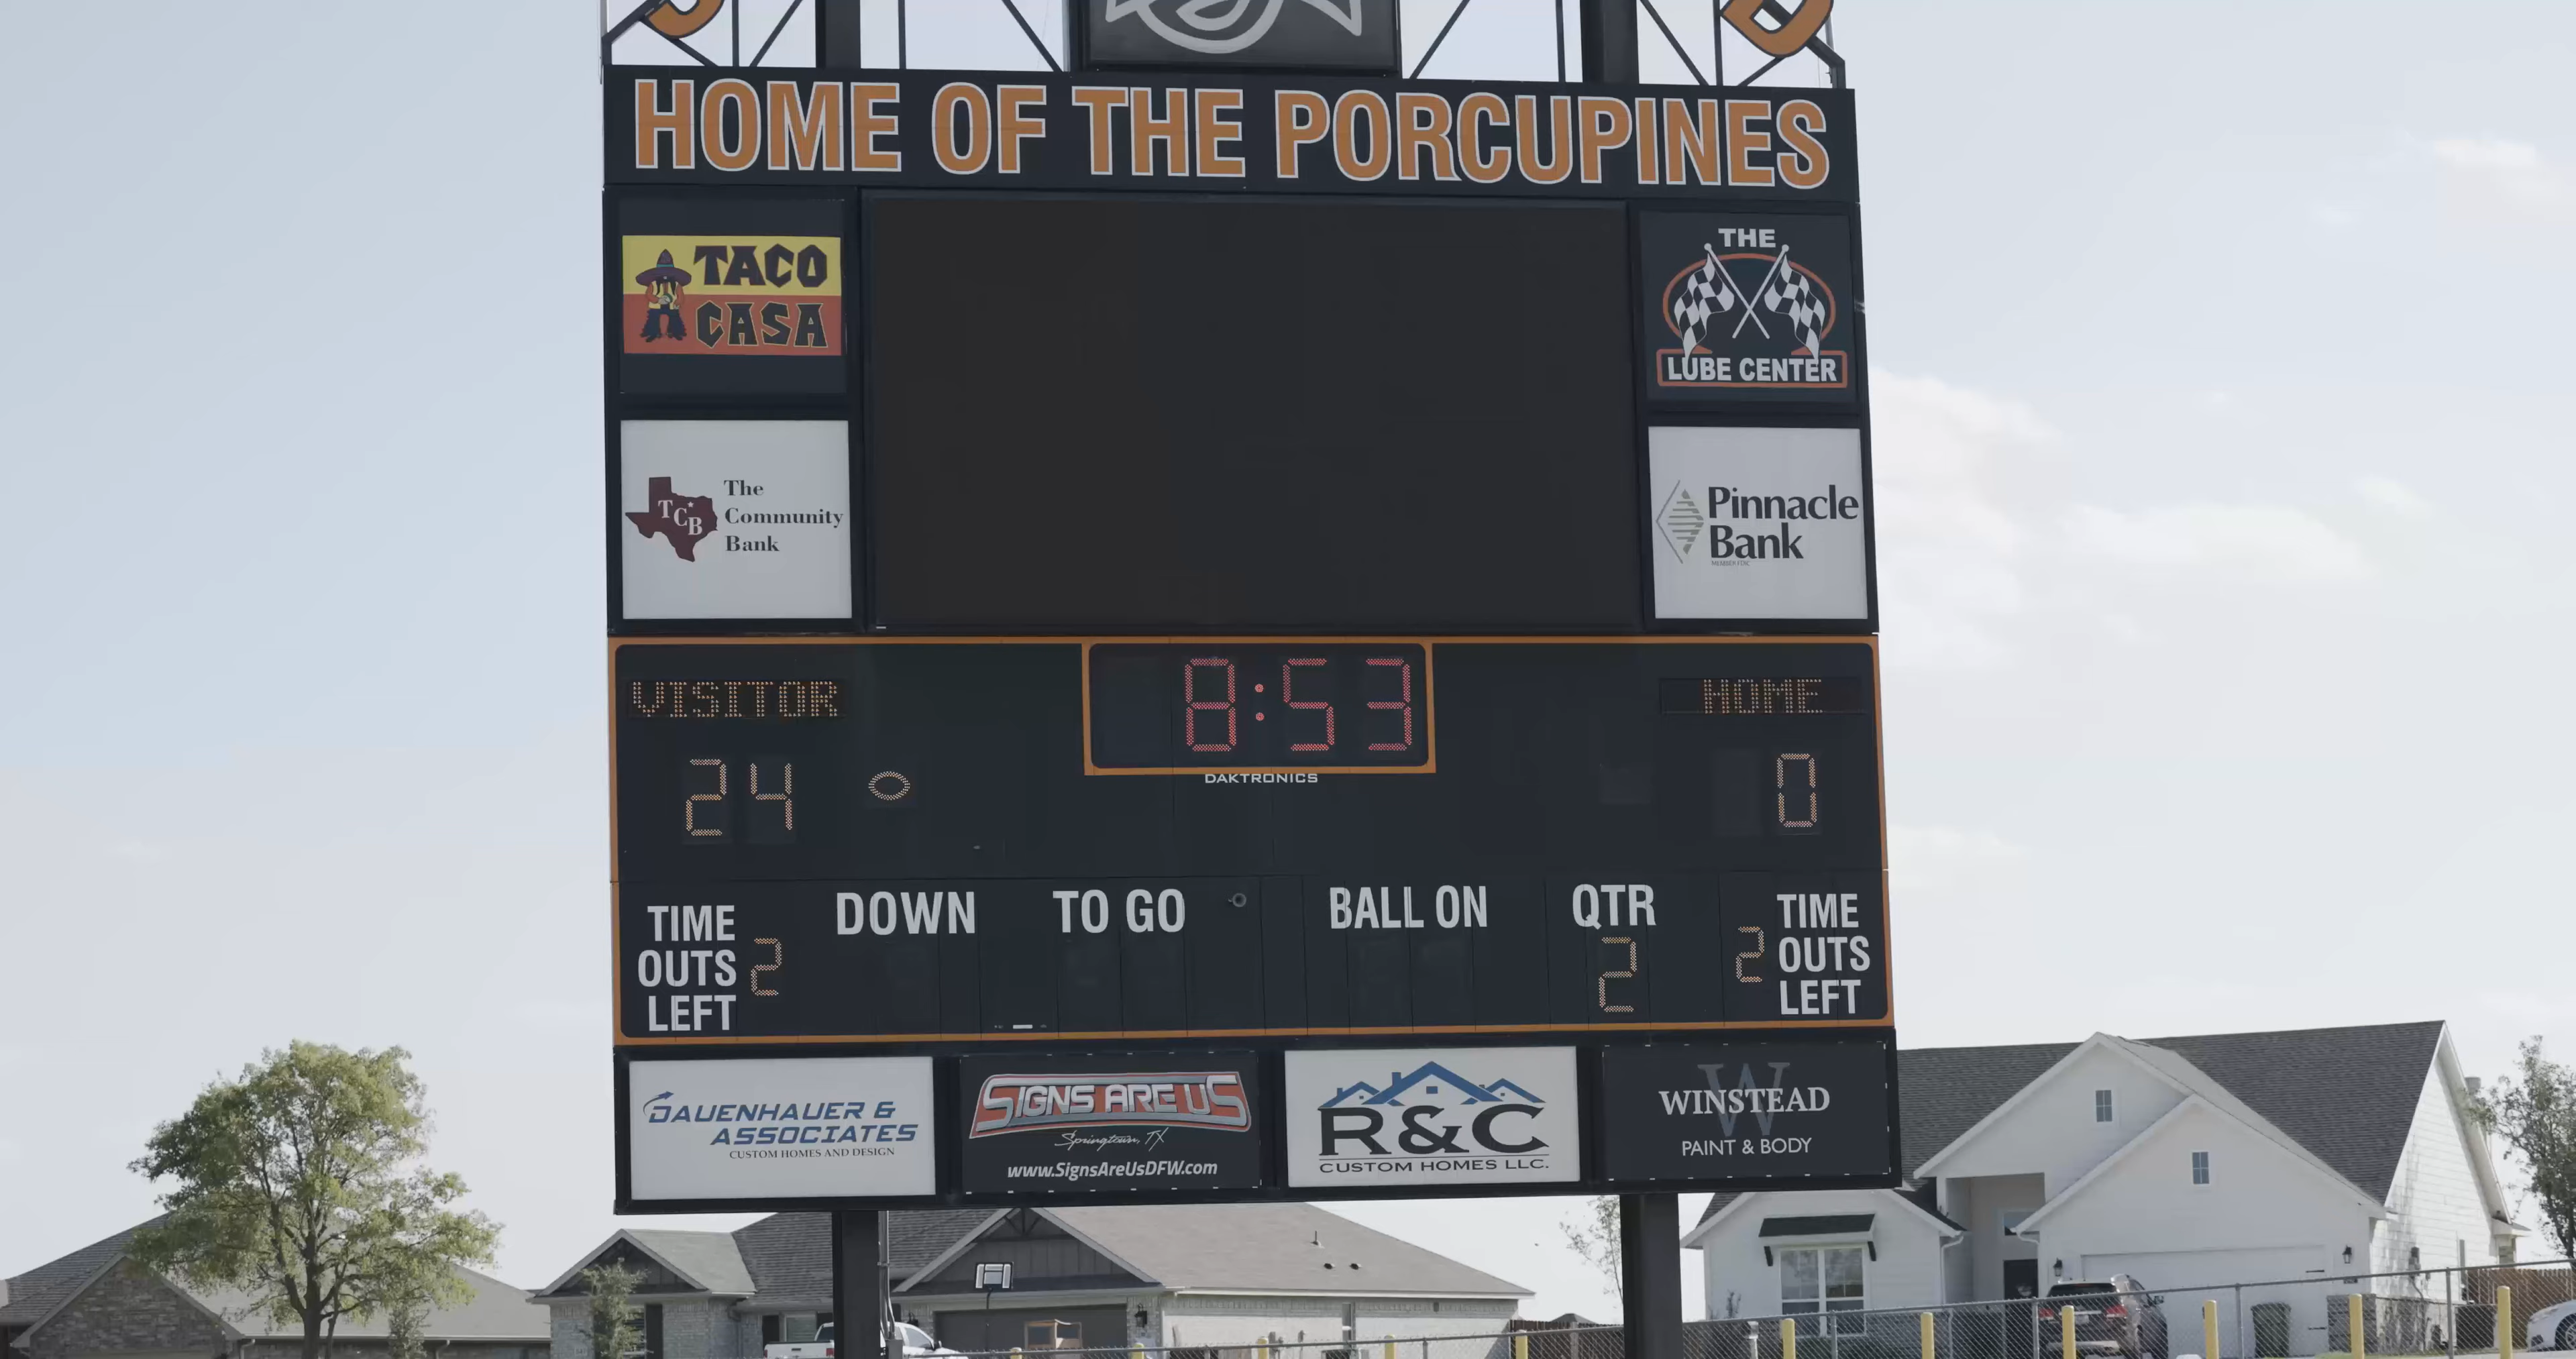 HOME OF THE PORCUPINES
TACO
CASA
THE
LUBE CENTER
TCB
The
Community
Bank
Pinnacle
Bank
MEMBER FDIC
VISITOR
8:53
HOME
24
0
DAKTRONICS
TIME
OUTS
LEFT
2
DOWN
TO GO
BALL ON
QTR
2
2
TIME
OUTS
LEFT
DAUENHAUER &
ASSOCIATES
CUSTOM HOMES AND DESIGN
SIGNS ARE US
Springtown, TX
www.SignsAreUsDFW.com
R&C
CUSTOM HOMES LLC.
W
WINSTEAD
PAINT & BODY